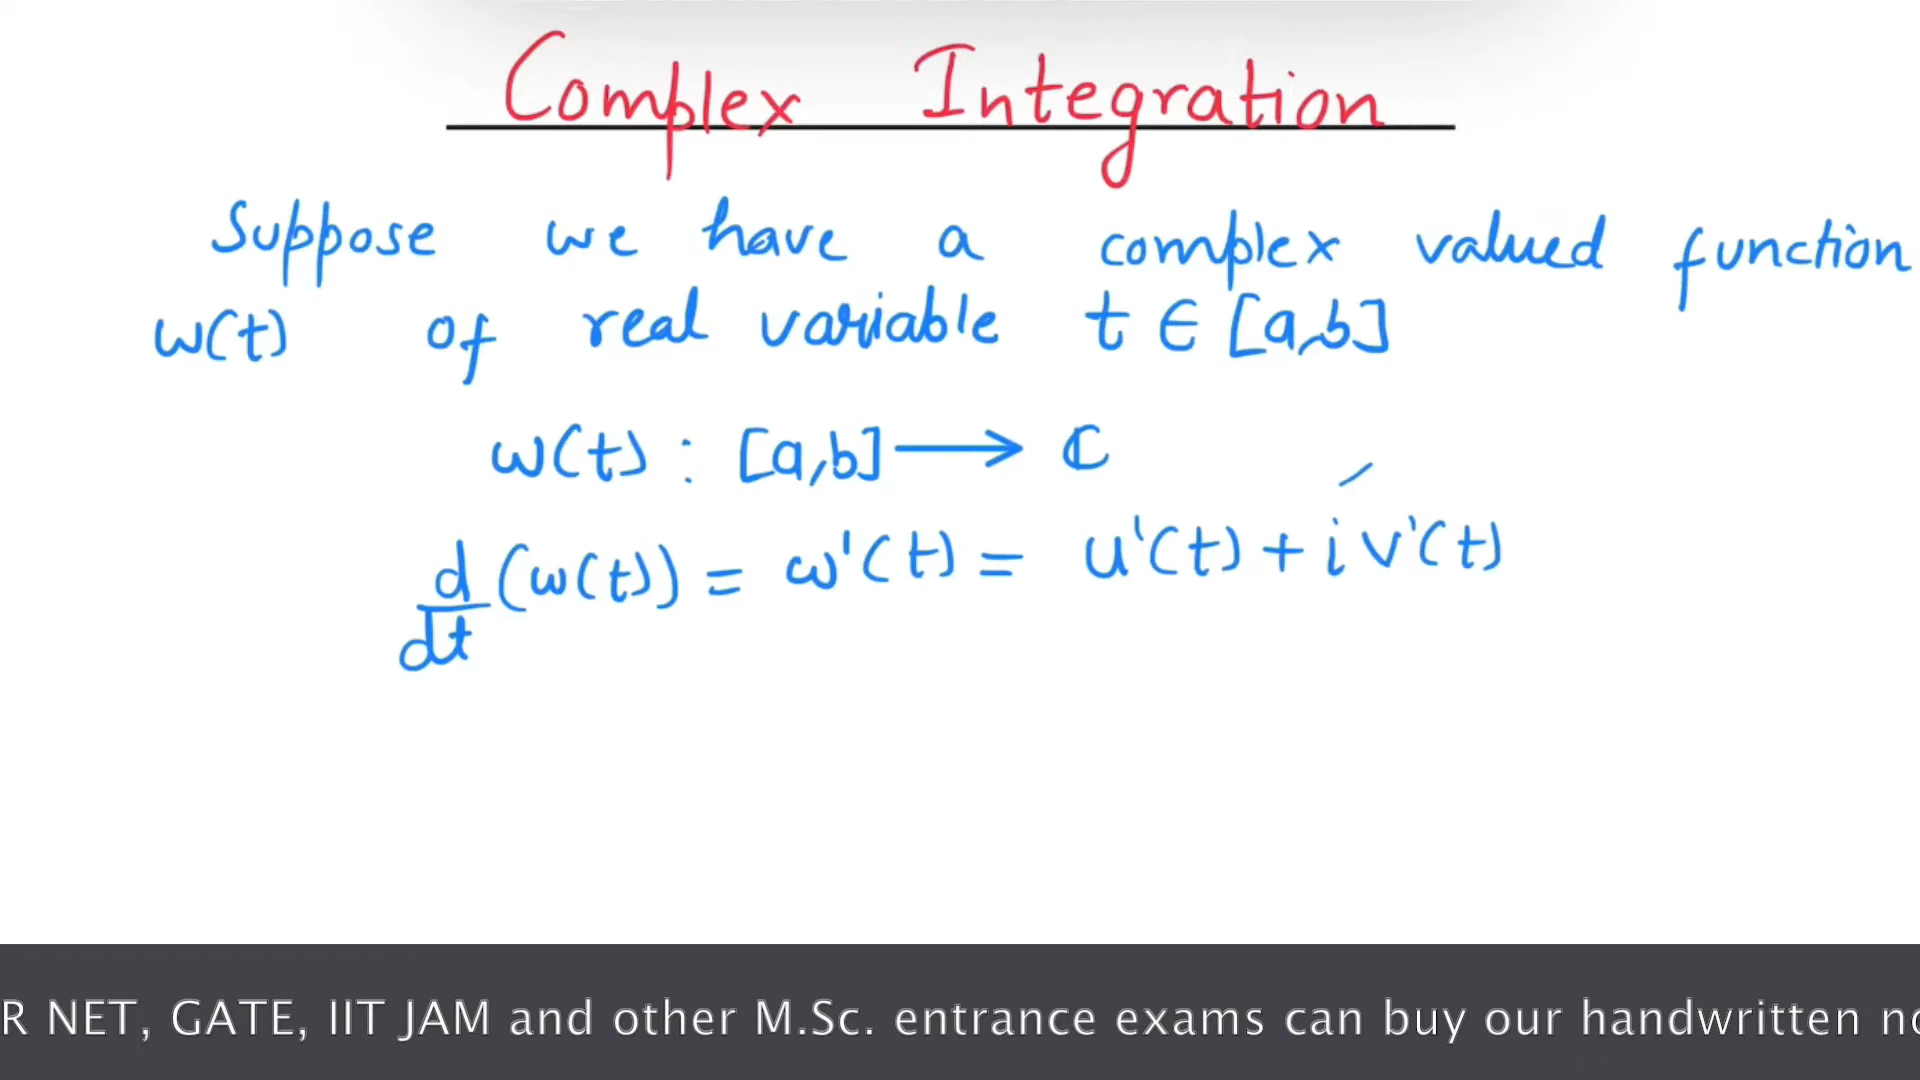 Complex Integration
Suppose we have a complex valued function
w(t) of real variable t ∈ [a,b]
w(t) : [a,b] ⟶ ℂ
d/dt (w(t)) = w'(t) = u'(t) + i v'(t)
R NET, GATE, IIT JAM and other M.Sc. entrance exams can buy our handwritten no